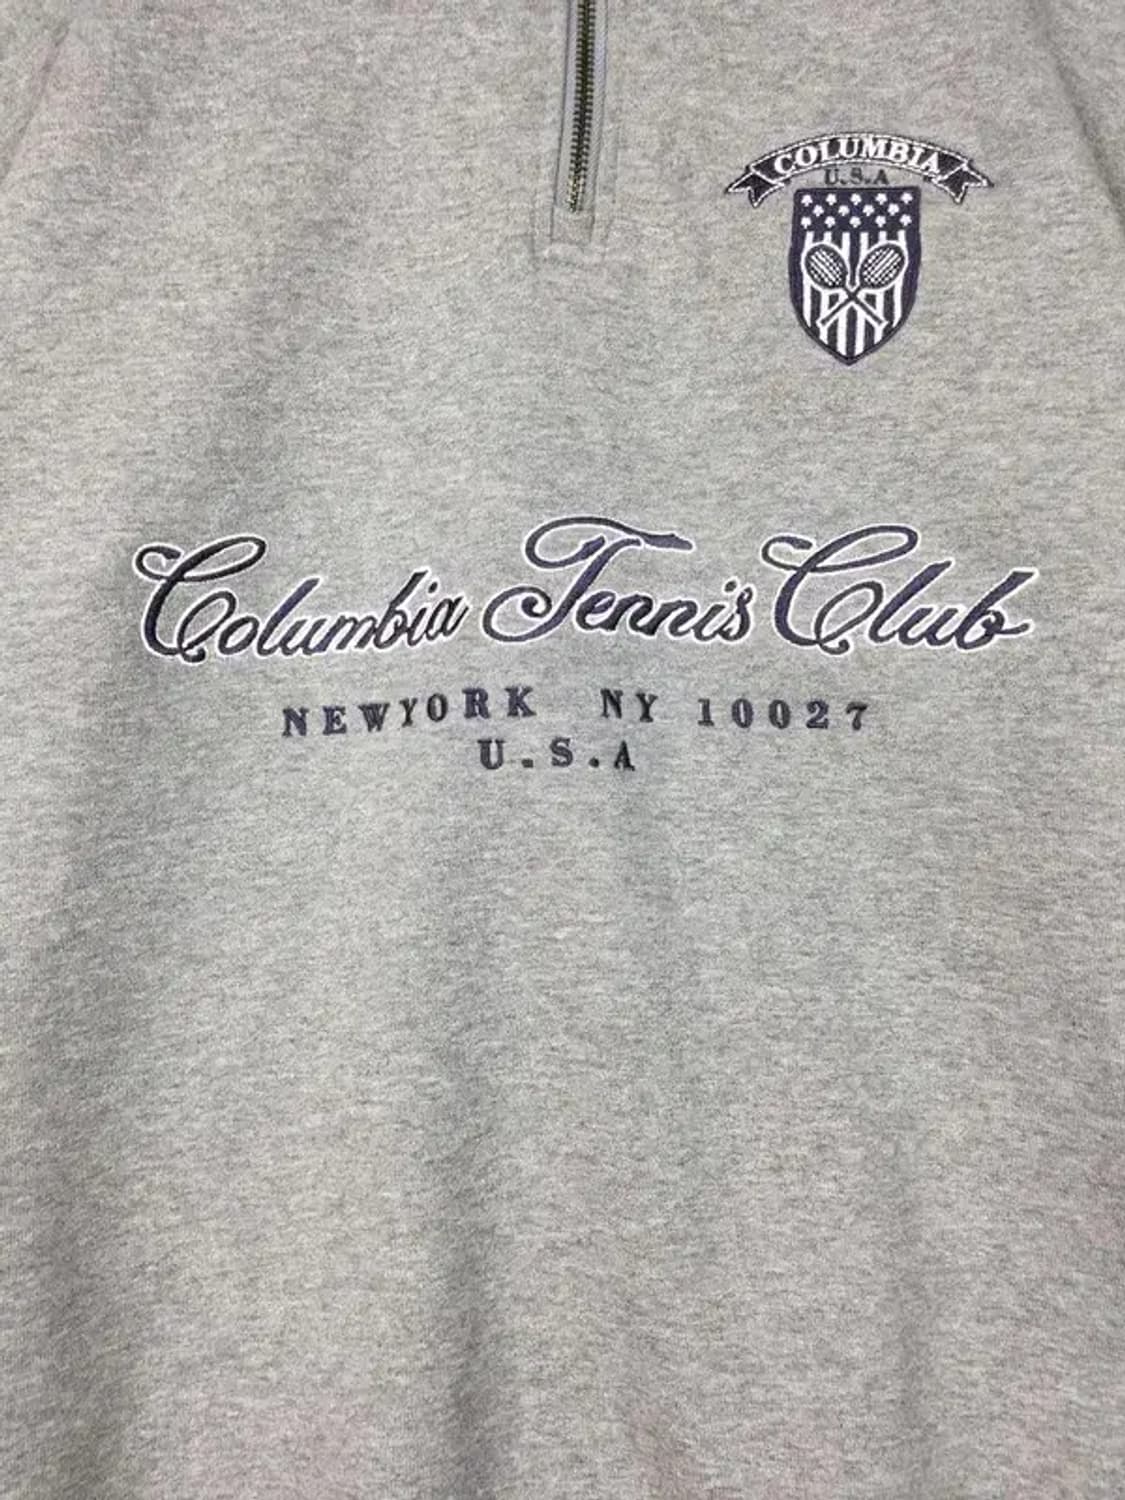 COLUMBIA
U.S.A
Columbia Tennis Club
NEWYORK NY 10027
U.S.A